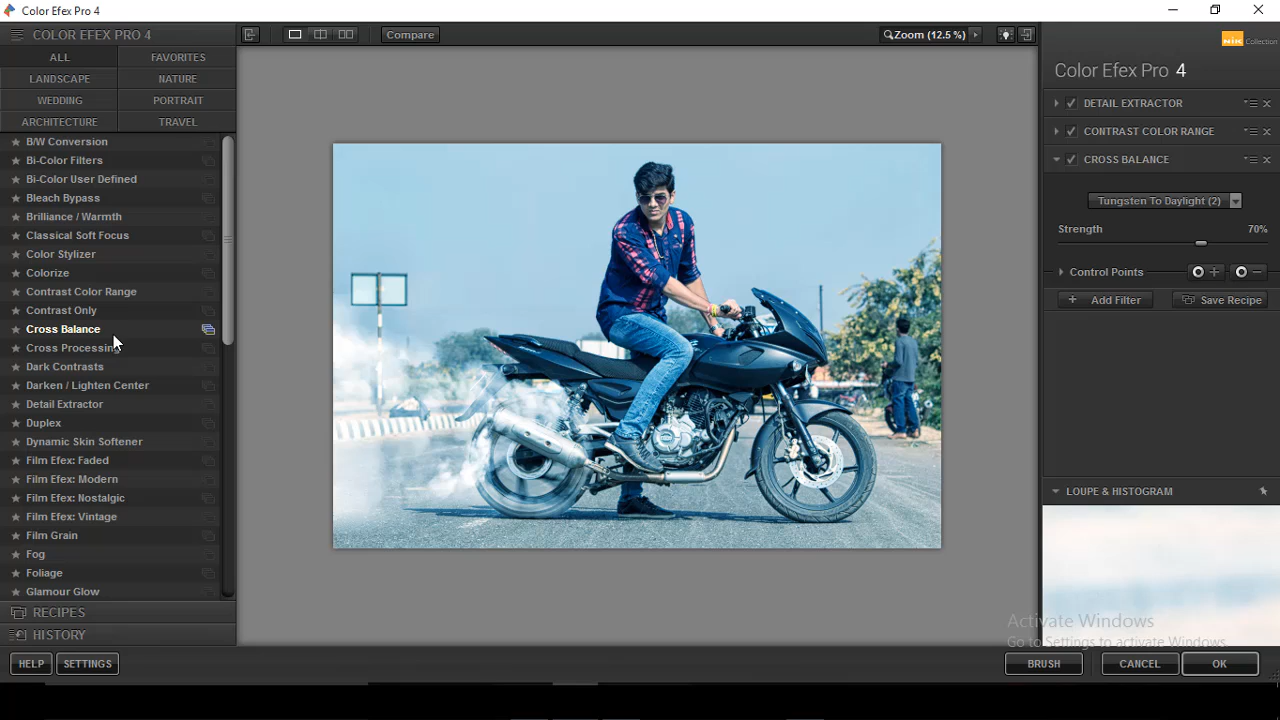 Color Efex Pro 4
COLOR EFEX PRO 4
Compare
Zoom (12.5 %)
ALL
FAVORITES
LANDSCAPE
NATURE
WEDDING
PORTRAIT
ARCHITECTURE
TRAVEL
B/W Conversion
Bi-Color Filters
Bi-Color User Defined
Bleach Bypass
Brilliance / Warmth
Classical Soft Focus
Color Stylizer
Colorize
Contrast Color Range
Contrast Only
Cross Balance
Cross Processing
Dark Contrasts
Darken / Lighten Center
Detail Extractor
Duplex
Dynamic Skin Softener
Film Efex: Faded
Film Efex: Modern
Film Efex: Nostalgic
Film Efex: Vintage
Film Grain
Fog
Foliage
Glamour Glow
RECIPES
HISTORY
HELP
SETTINGS
Nik Collection
Color Efex Pro 4
DETAIL EXTRACTOR
CONTRAST COLOR RANGE
CROSS BALANCE
Tungsten To Daylight (2)
Strength 70%
Control Points
Add Filter
Save Recipe
LOUPE & HISTOGRAM
Activate Windows
Go to Settings to activate Windows.
BRUSH
CANCEL
OK